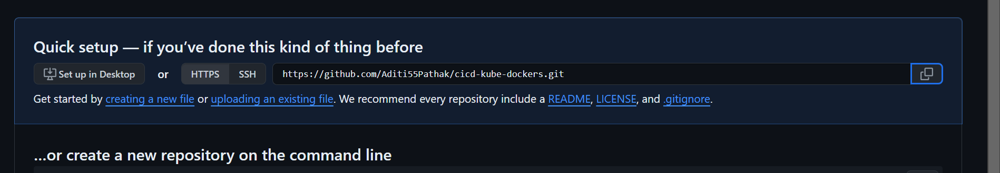 Quick setup — if you’ve done this kind of thing before
Set up in Desktop or HTTPS SSH https://github.com/Aditi55Pathak/cicd-kube-dockers.git
Get started by creating a new file or uploading an existing file. We recommend every repository include a README, LICENSE, and .gitignore.
…or create a new repository on the command line